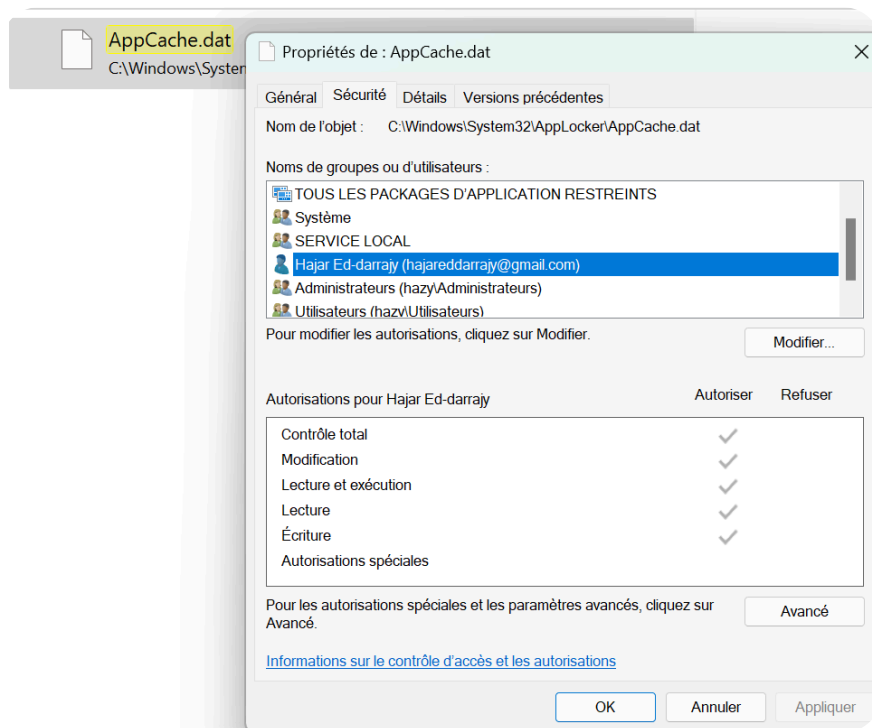 AppCache.dat
C:\Windows\System
Propriétés de : AppCache.dat
Général Sécurité Détails Versions précédentes
Nom de l'objet : C:\Windows\System32\AppLocker\AppCache.dat
Noms de groupes ou d'utilisateurs :
TOUS LES PACKAGES D'APPLICATION RESTREINTS
Système
SERVICE LOCAL
Hajar Ed-darrajy (hajareddarrajy@gmail.com)
Administrateurs (hazy\Administrateurs)
Utilisateurs (hazy\Utilisateurs)
Pour modifier les autorisations, cliquez sur Modifier.
Modifier...
Autorisations pour Hajar Ed-darrajy Autoriser Refuser
Contrôle total
Modification
Lecture et exécution
Lecture
Écriture
Autorisations spéciales
Pour les autorisations spéciales et les paramètres avancés, cliquez sur
Avancé.
Avancé
Informations sur le contrôle d'accès et les autorisations
OK Annuler Appliquer